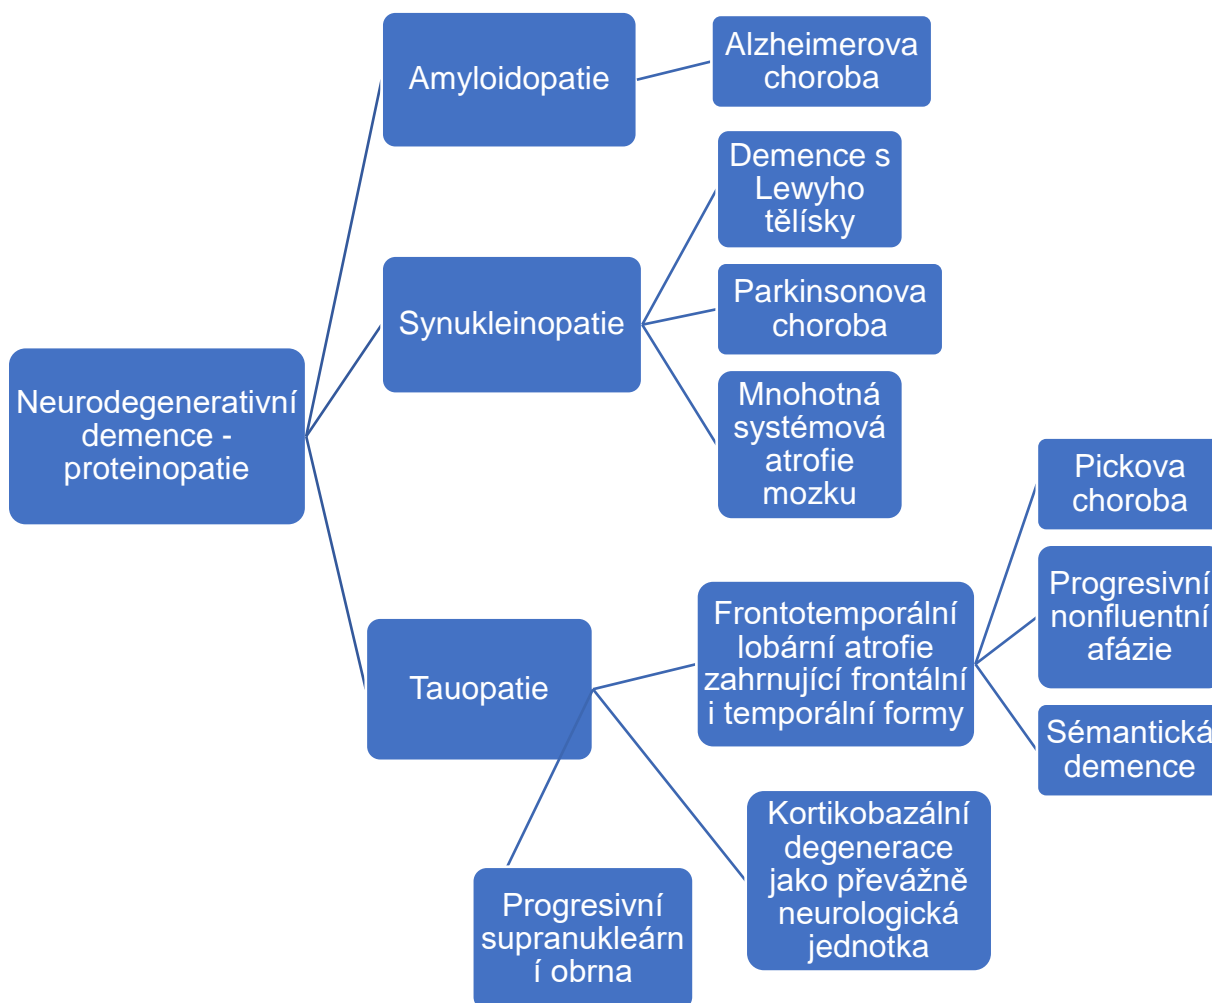 Neurodegenerativní
demence -
proteinopatie
Amyloidopatie
Alzheimerova
choroba
Synukleinopatie
Demence s
Lewyho
tělísky
Parkinsonova
choroba
Mnohotná
systémová
atrofie
mozku
Tauopatie
Frontotemporální
lobární atrofie
zahrnující frontální
i temporální formy
Pickova
choroba
Progresivní
nonfluentní
afázie
Sémantická
demence
Kortikobazální
degenerace
jako převážně
neurologická
jednotka
Progresivní
supranukleárn
í obrna